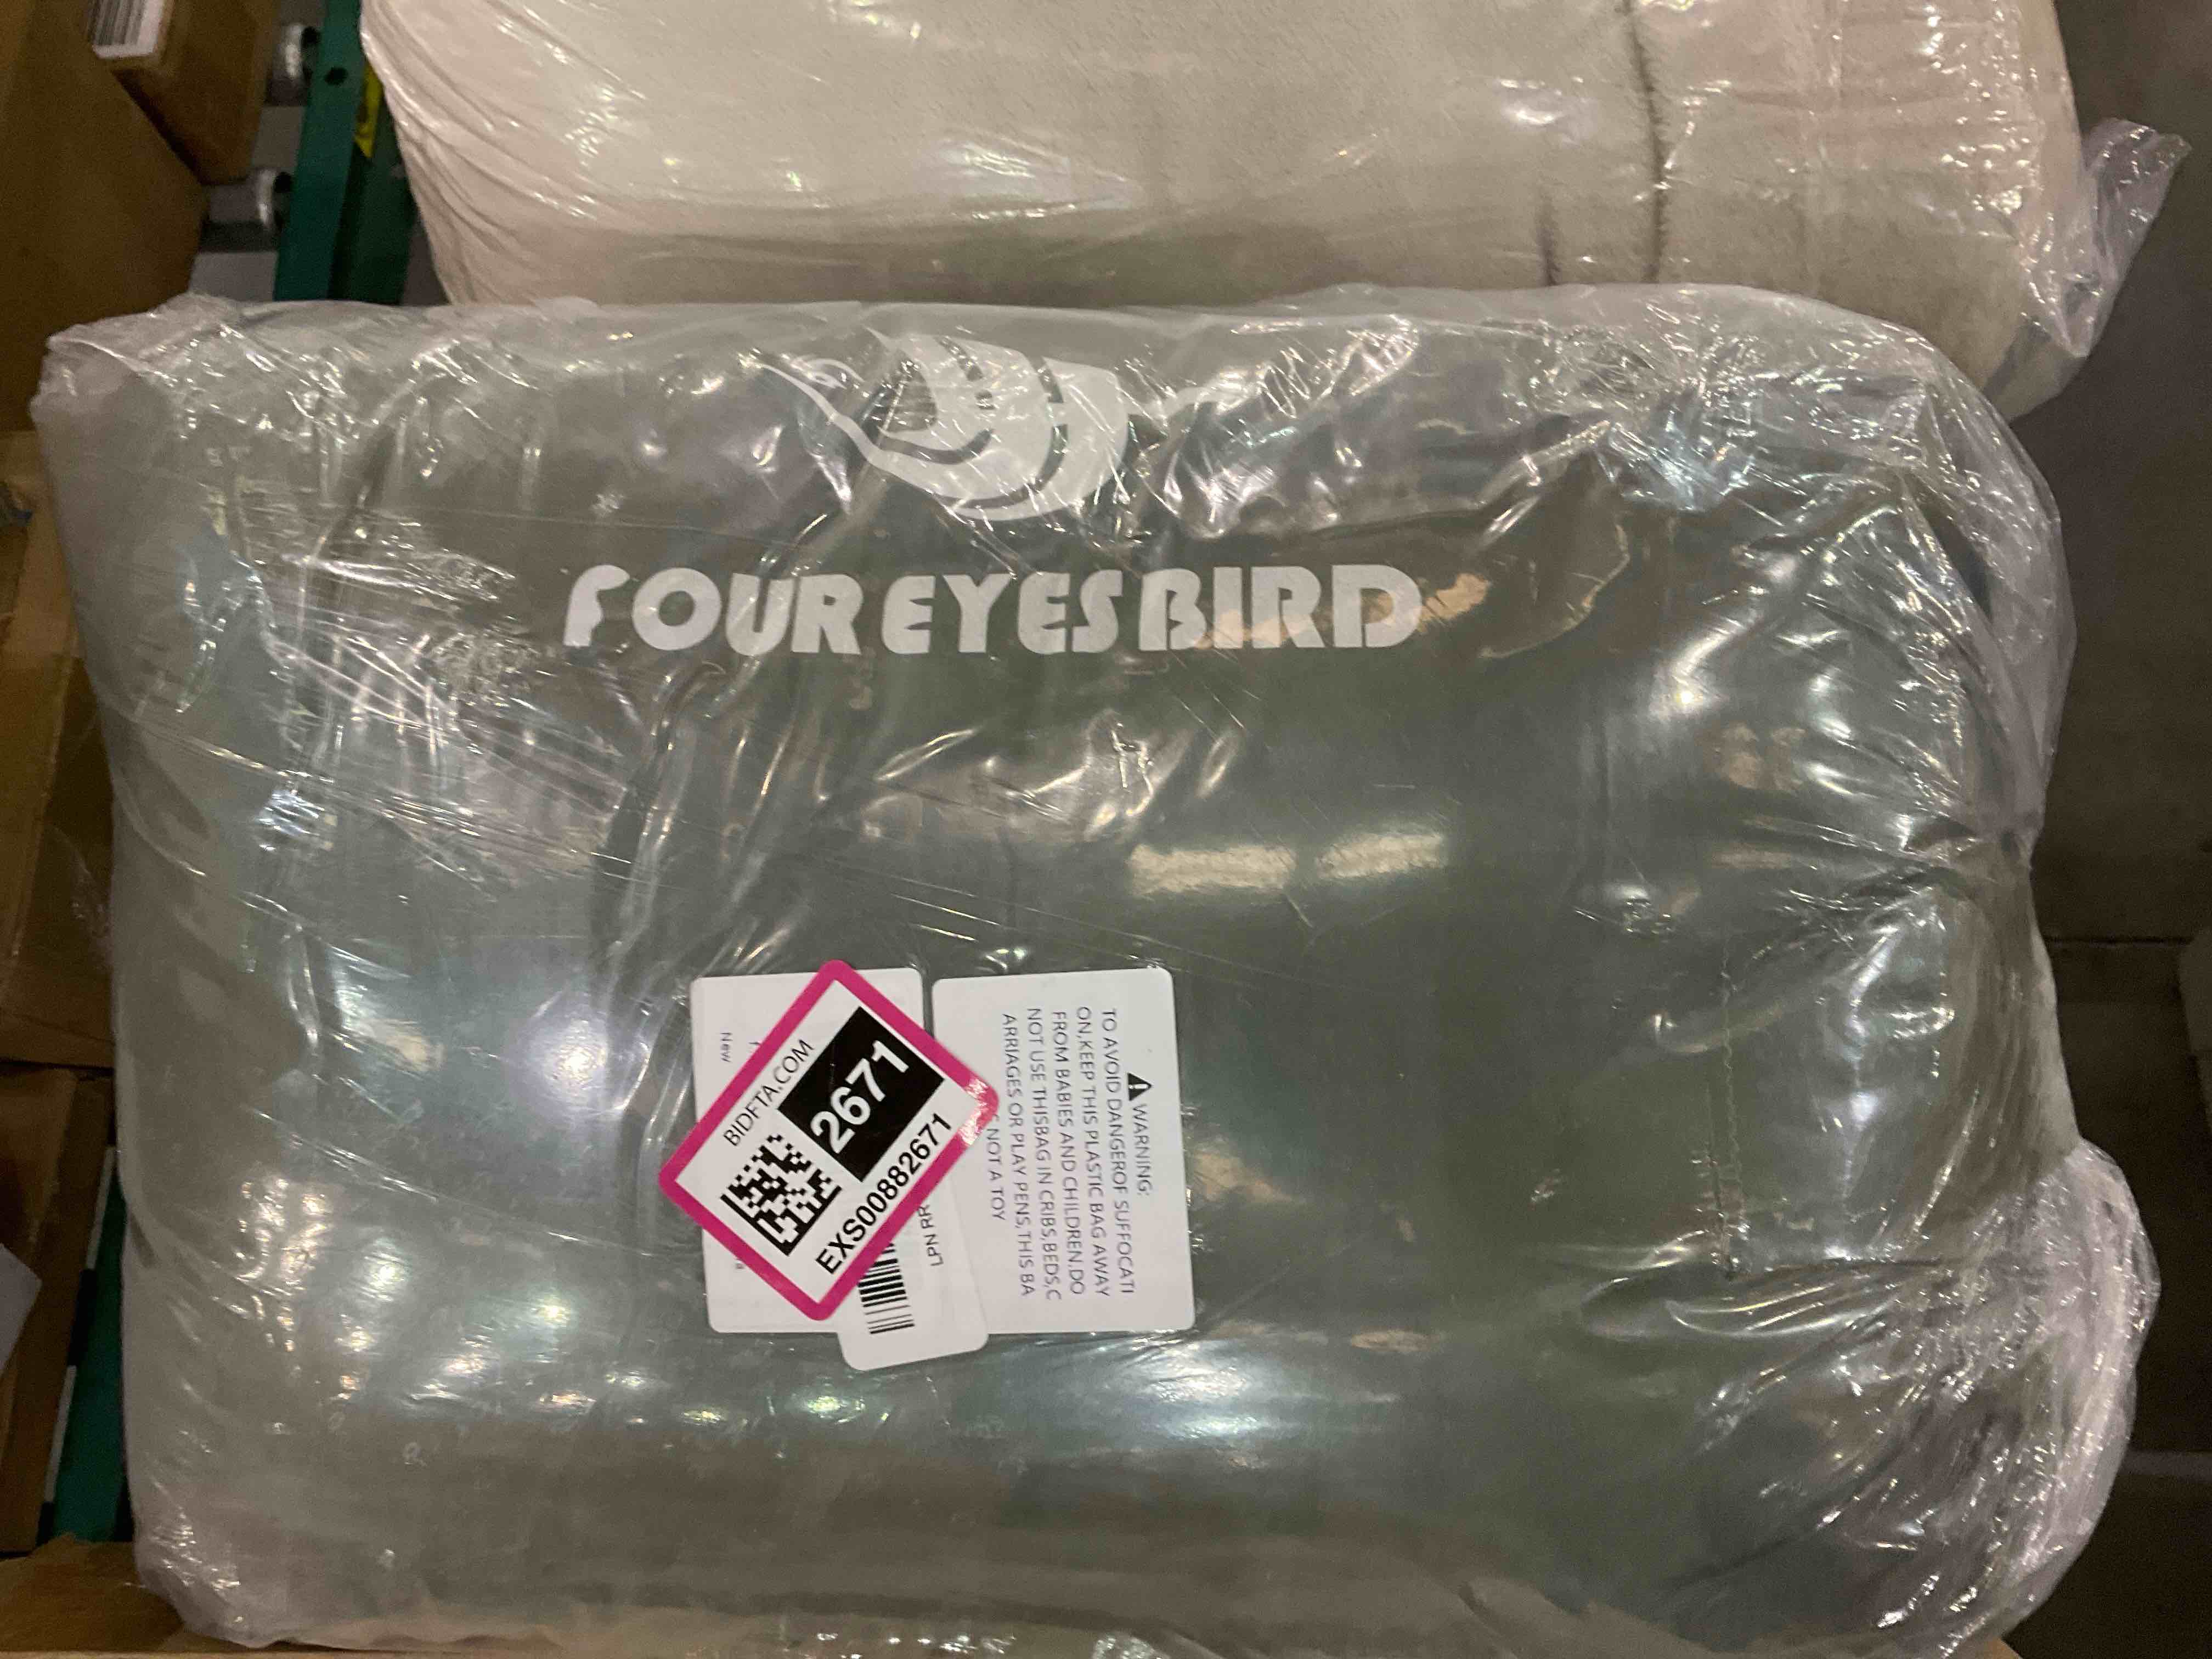 FOUR EYES BIRD
BIDFTA.COM
2671
EXS00882671
New
LPN RR
WARNING:
TO AVOID DANGEROF SUFFOCATI
ON,KEEP THIS PLASTIC BAG AWAY
FROM BABIES AND CHILDREN.DO
NOT USE THISBAG IN CRIBS,BEDS,C
ARRIAGES OR PLAY PENS,THIS BA
NOT A TOY